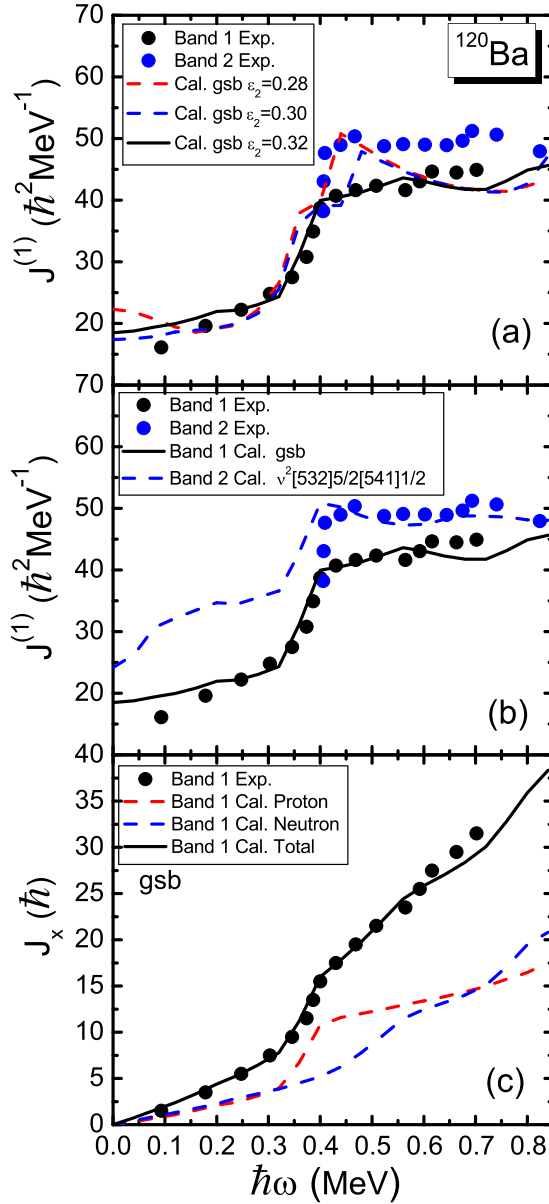 70
60
50
40
30
20
10
J⁽¹⁾ (ħ²MeV⁻¹)
Band 1 Exp.
Band 2 Exp.
Cal. gsb ε₂=0.28
Cal. gsb ε₂=0.30
Cal. gsb ε₂=0.32
¹²⁰Ba
(a)
70
60
50
40
30
20
10
J⁽¹⁾ (ħ²MeV⁻¹)
Band 1 Exp.
Band 2 Exp.
Band 1 Cal. gsb
Band 2 Cal. ν²[532]5/2[541]1/2
(b)
40
35
30
25
20
15
10
5
0
Jₓ (ħ)
Band 1 Exp.
Band 1 Cal. Proton
Band 1 Cal. Neutron
Band 1 Cal. Total
gsb
(c)
0.0 0.1 0.2 0.3 0.4 0.5 0.6 0.7 0.8
ħω (MeV)